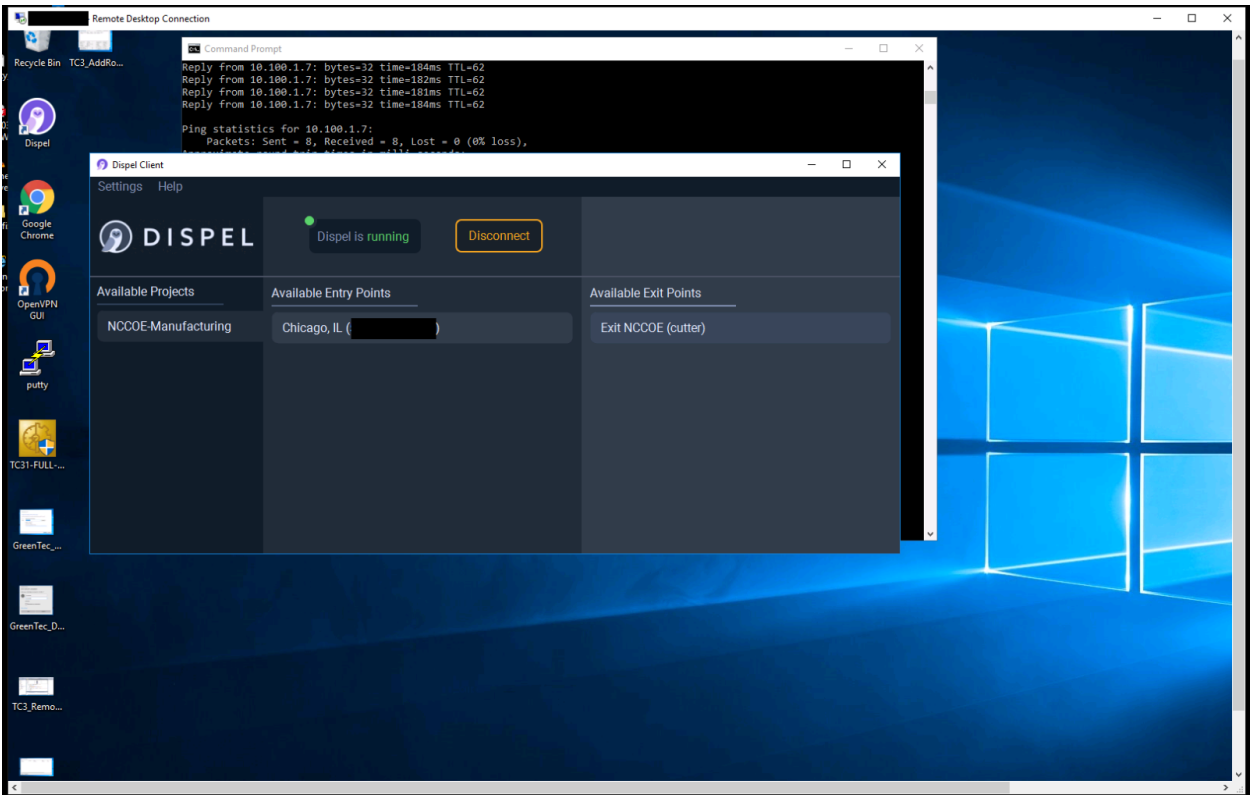 - Remote Desktop Connection
Recycle Bin
TC3_AddRo...
Command Prompt
Reply from 10.100.1.7: bytes=32 time=184ms TTL=62
Reply from 10.100.1.7: bytes=32 time=182ms TTL=62
Reply from 10.100.1.7: bytes=32 time=181ms TTL=62
Reply from 10.100.1.7: bytes=32 time=184ms TTL=62
Ping statistics for 10.100.1.7:
Packets: Sent = 8, Received = 8, Lost = 0 (0% loss),
Dispel
Dispel Client
Settings Help
DISPEL
Dispel is running
Disconnect
Available Projects
Available Entry Points
Available Exit Points
NCCOE-Manufacturing
Chicago, IL ( )
Exit NCCOE (cutter)
Google
Chrome
OpenVPN
GUI
putty
TC31-FULL-...
GreenTec_...
GreenTec_D...
TC3_Remo...